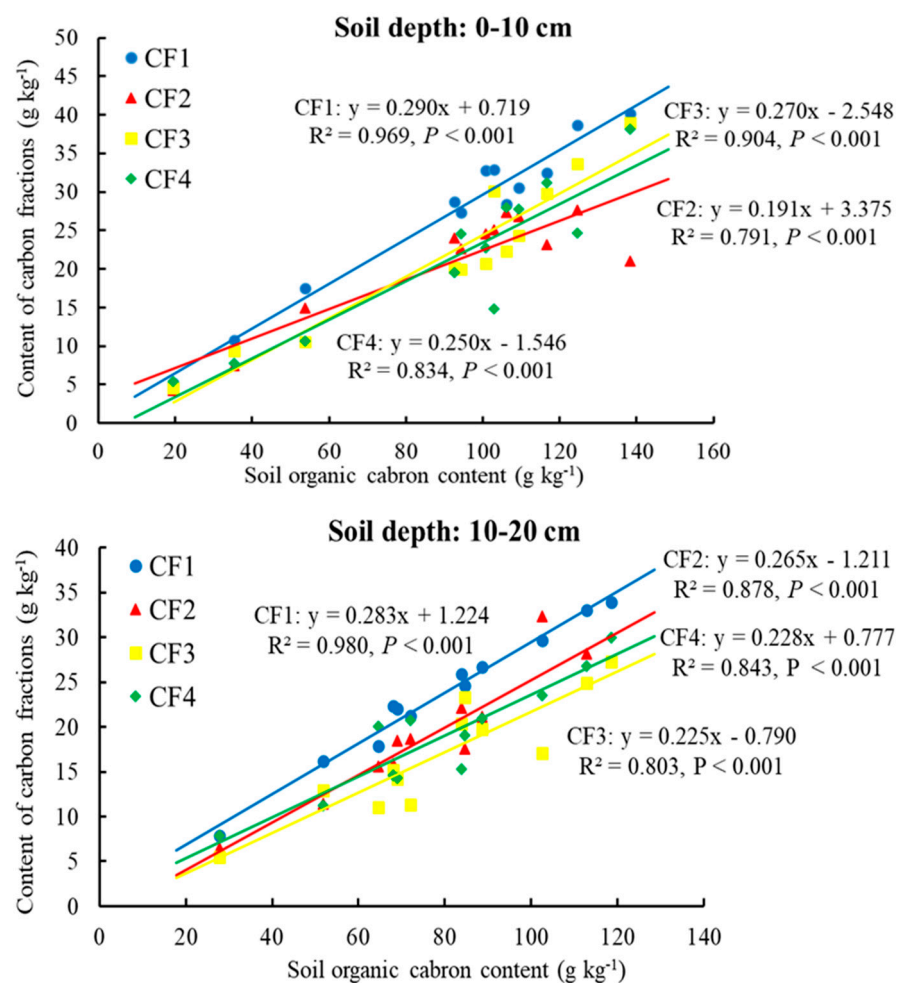 Soil depth: 0-10 cm
50
45
40
35
30
25
20
15
10
5
0
Content of carbon fractions (g kg-1)
CF1
CF2
CF3
CF4
CF1: y = 0.290x + 0.719
R² = 0.969, P < 0.001
CF3: y = 0.270x - 2.548
R² = 0.904, P < 0.001
CF2: y = 0.191x + 3.375
R² = 0.791, P < 0.001
CF4: y = 0.250x - 1.546
R² = 0.834, P < 0.001
0 20 40 60 80 100 120 140 160
Soil organic cabron content (g kg-1)
Soil depth: 10-20 cm
40
35
30
25
20
15
10
5
0
Content of carbon fractions (g kg-1)
CF1
CF2
CF3
CF4
CF1: y = 0.283x + 1.224
R² = 0.980, P < 0.001
CF2: y = 0.265x - 1.211
R² = 0.878, P < 0.001
CF4: y = 0.228x + 0.777
R² = 0.843, P < 0.001
CF3: y = 0.225x - 0.790
R² = 0.803, P < 0.001
0 20 40 60 80 100 120 140
Soil organic cabron content (g kg-1)